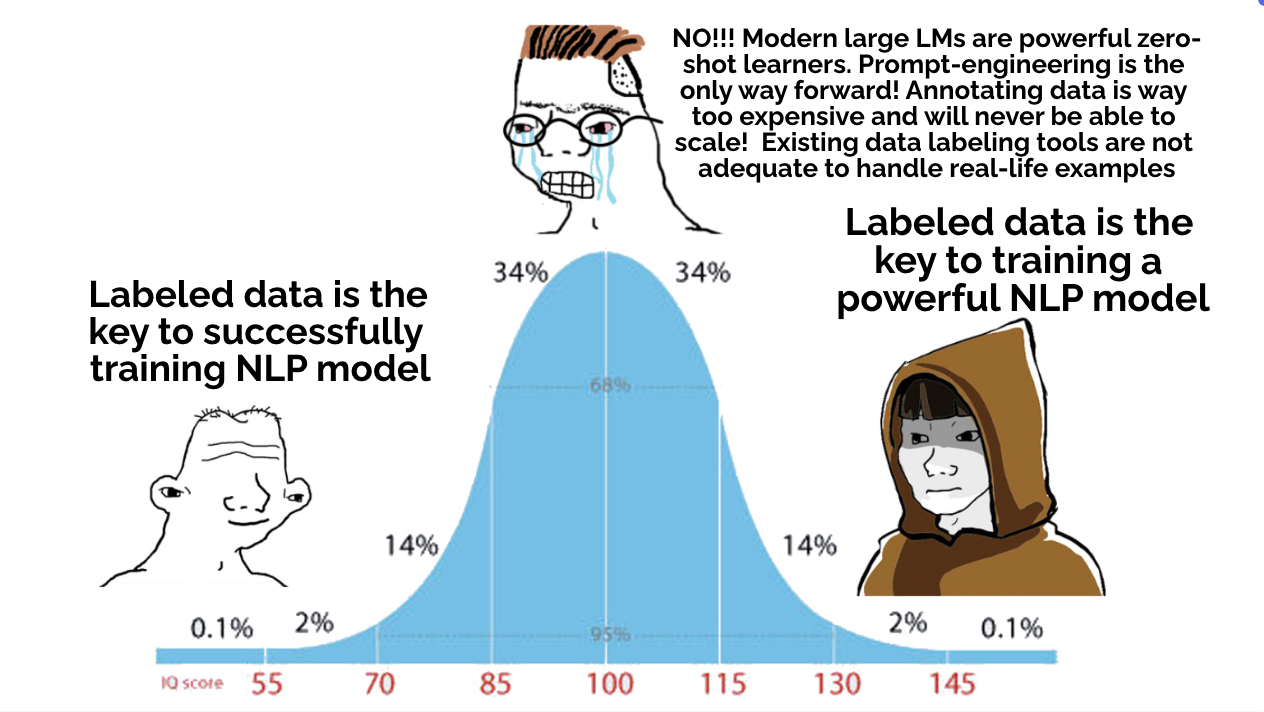 NO!!! Modern large LMs are powerful zero-
shot learners. Prompt-engineering is the
only way forward! Annotating data is way
too expensive and will never be able to
scale!  Existing data labeling tools are not
adequate to handle real-life examples
Labeled data is the
key to training a
powerful NLP model
Labeled data is the
key to successfully
training NLP model
34%
34%
68%
14%
14%
0.1%
2%
95%
2%
0.1%
IQ score
55
70
85
100
115
130
145